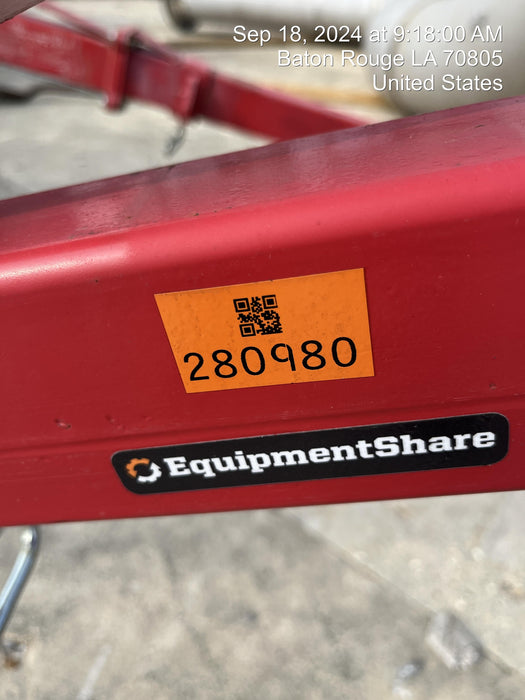 Sep 18, 2024 at 9:18:00 AM
Baton Rouge LA 70805
United States
280980
EquipmentShare